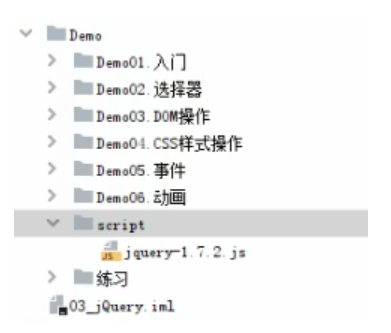 Demo
Demo01.入门
Demo02.选择器
Demo03.DOM操作
Demo04.CSS样式操作
Demo05.事件
Demo06.动画
script
JS jquery-1.7.2.js
练习
03_jQuery.iml